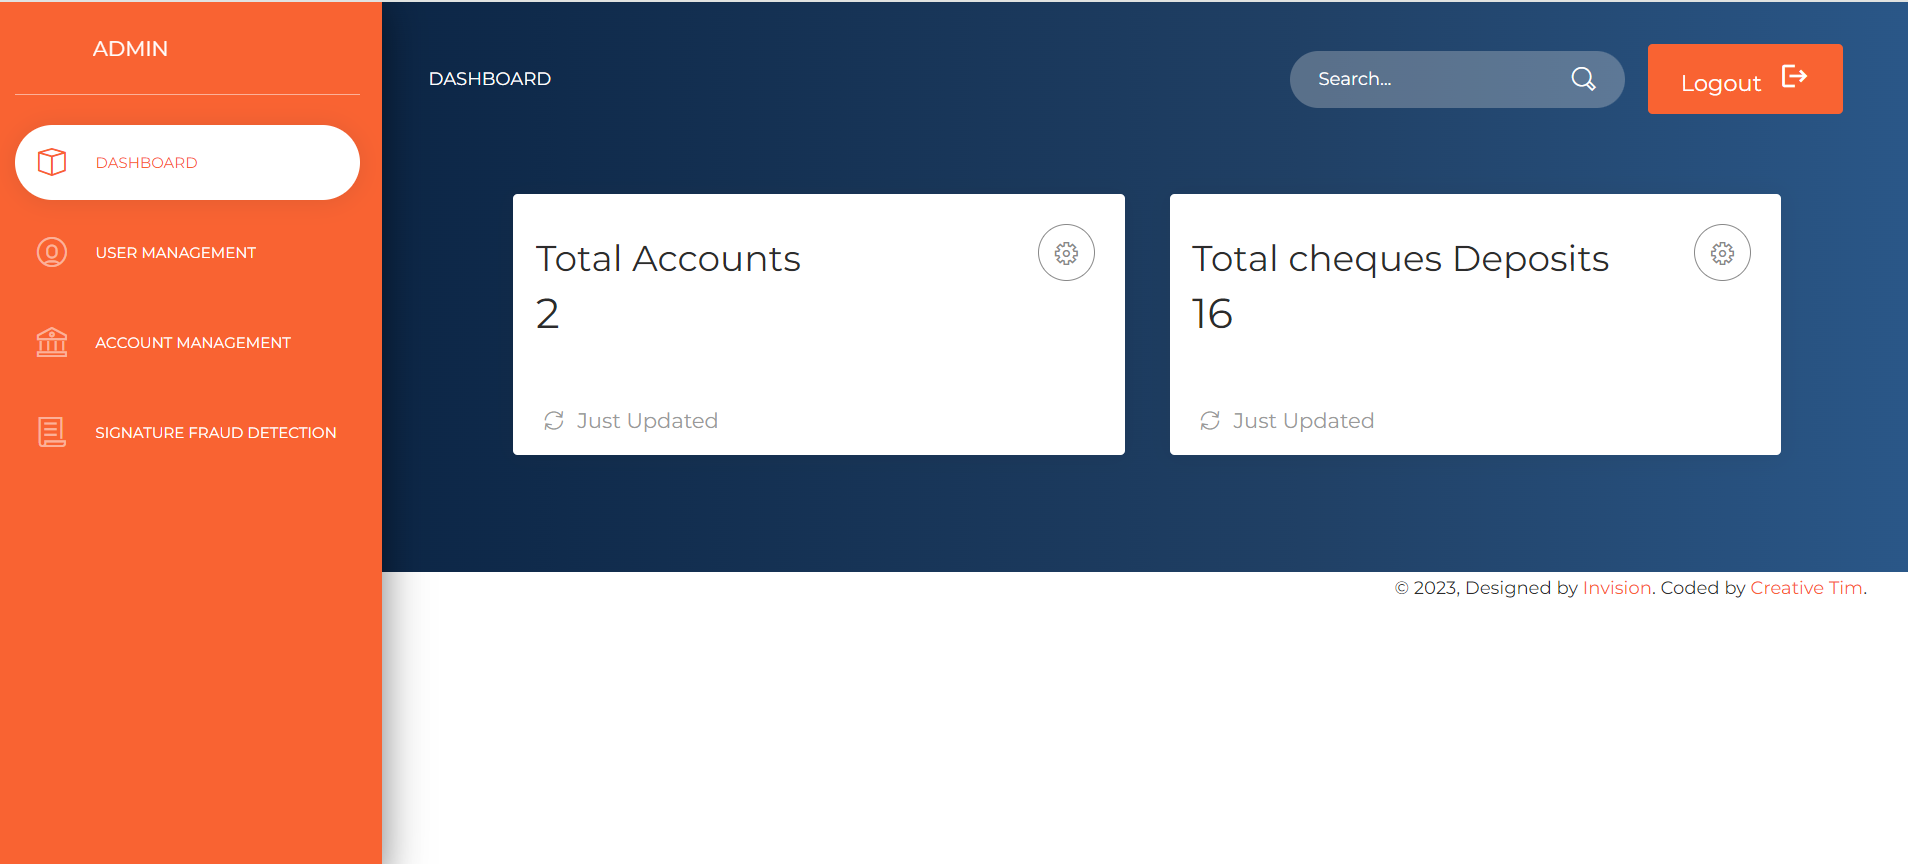 ADMIN
DASHBOARD
USER MANAGEMENT
ACCOUNT MANAGEMENT
SIGNATURE FRAUD DETECTION
DASHBOARD
Search...
Logout
Total Accounts
2
Just Updated
Total cheques Deposits
16
Just Updated
© 2023, Designed by Invision. Coded by Creative Tim.